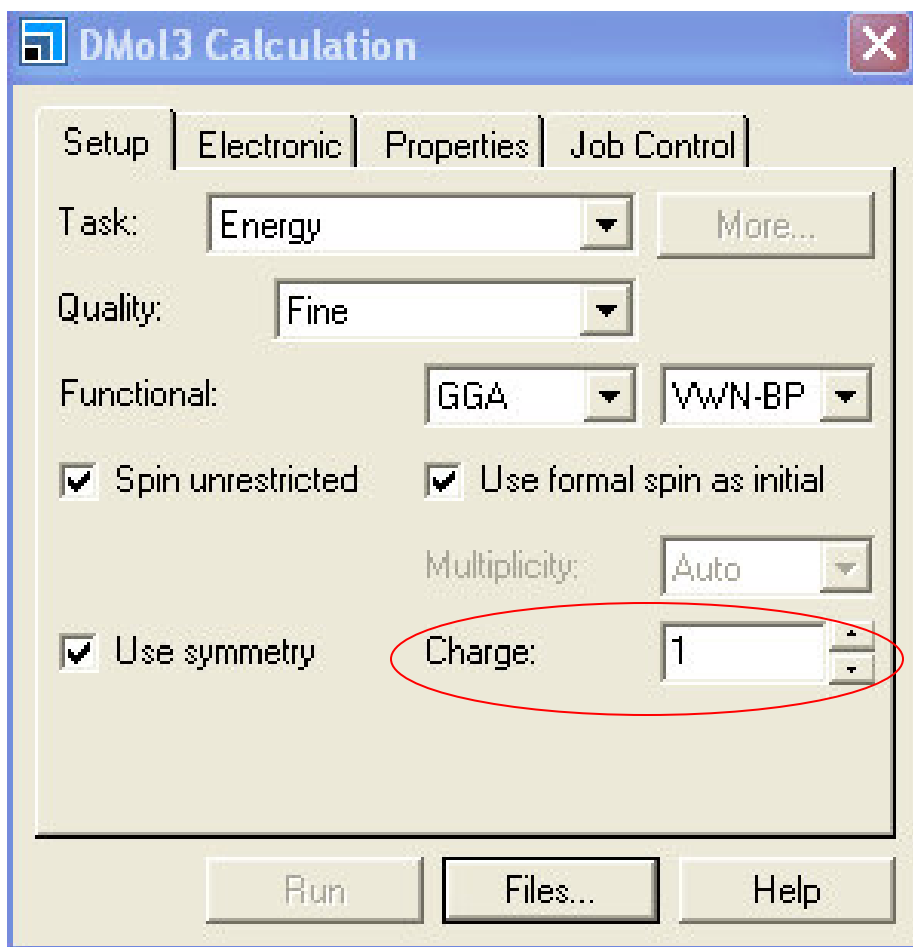 DMol3 Calculation
Setup Electronic Properties Job Control
Task: Energy More...
Quality: Fine
Functional: GGA VWN-BP
Spin unrestricted Use formal spin as initial
Multiplicity: Auto
Use symmetry Charge: 1
Run Files... Help